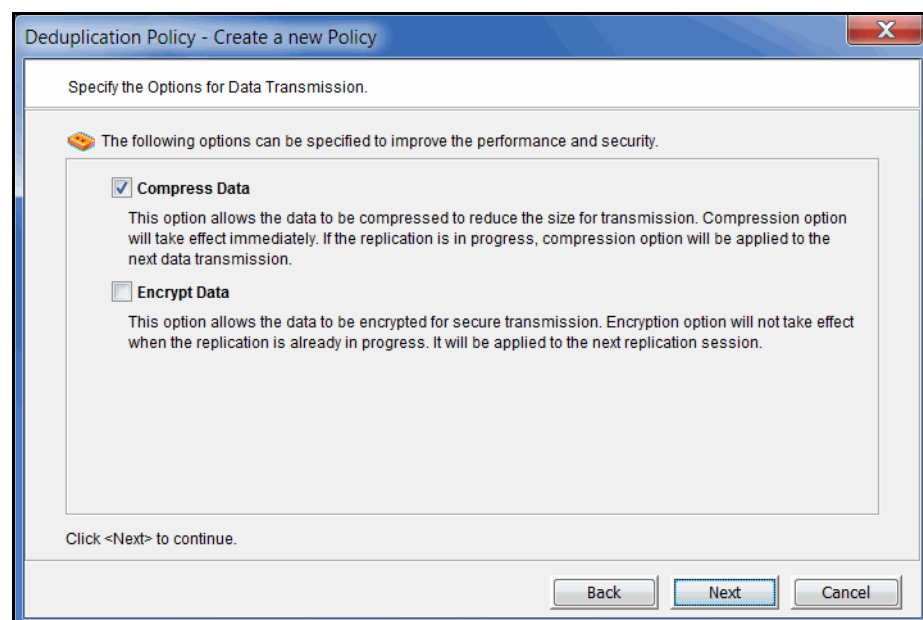 Deduplication Policy - Create a new Policy
X
Specify the Options for Data Transmission.
The following options can be specified to improve the performance and security.
Compress Data
This option allows the data to be compressed to reduce the size for transmission. Compression option
will take effect immediately. If the replication is in progress, compression option will be applied to the
next data transmission.
Encrypt Data
This option allows the data to be encrypted for secure transmission. Encryption option will not take effect
when the replication is already in progress. It will be applied to the next replication session.
Click <Next> to continue.
Back
Next
Cancel